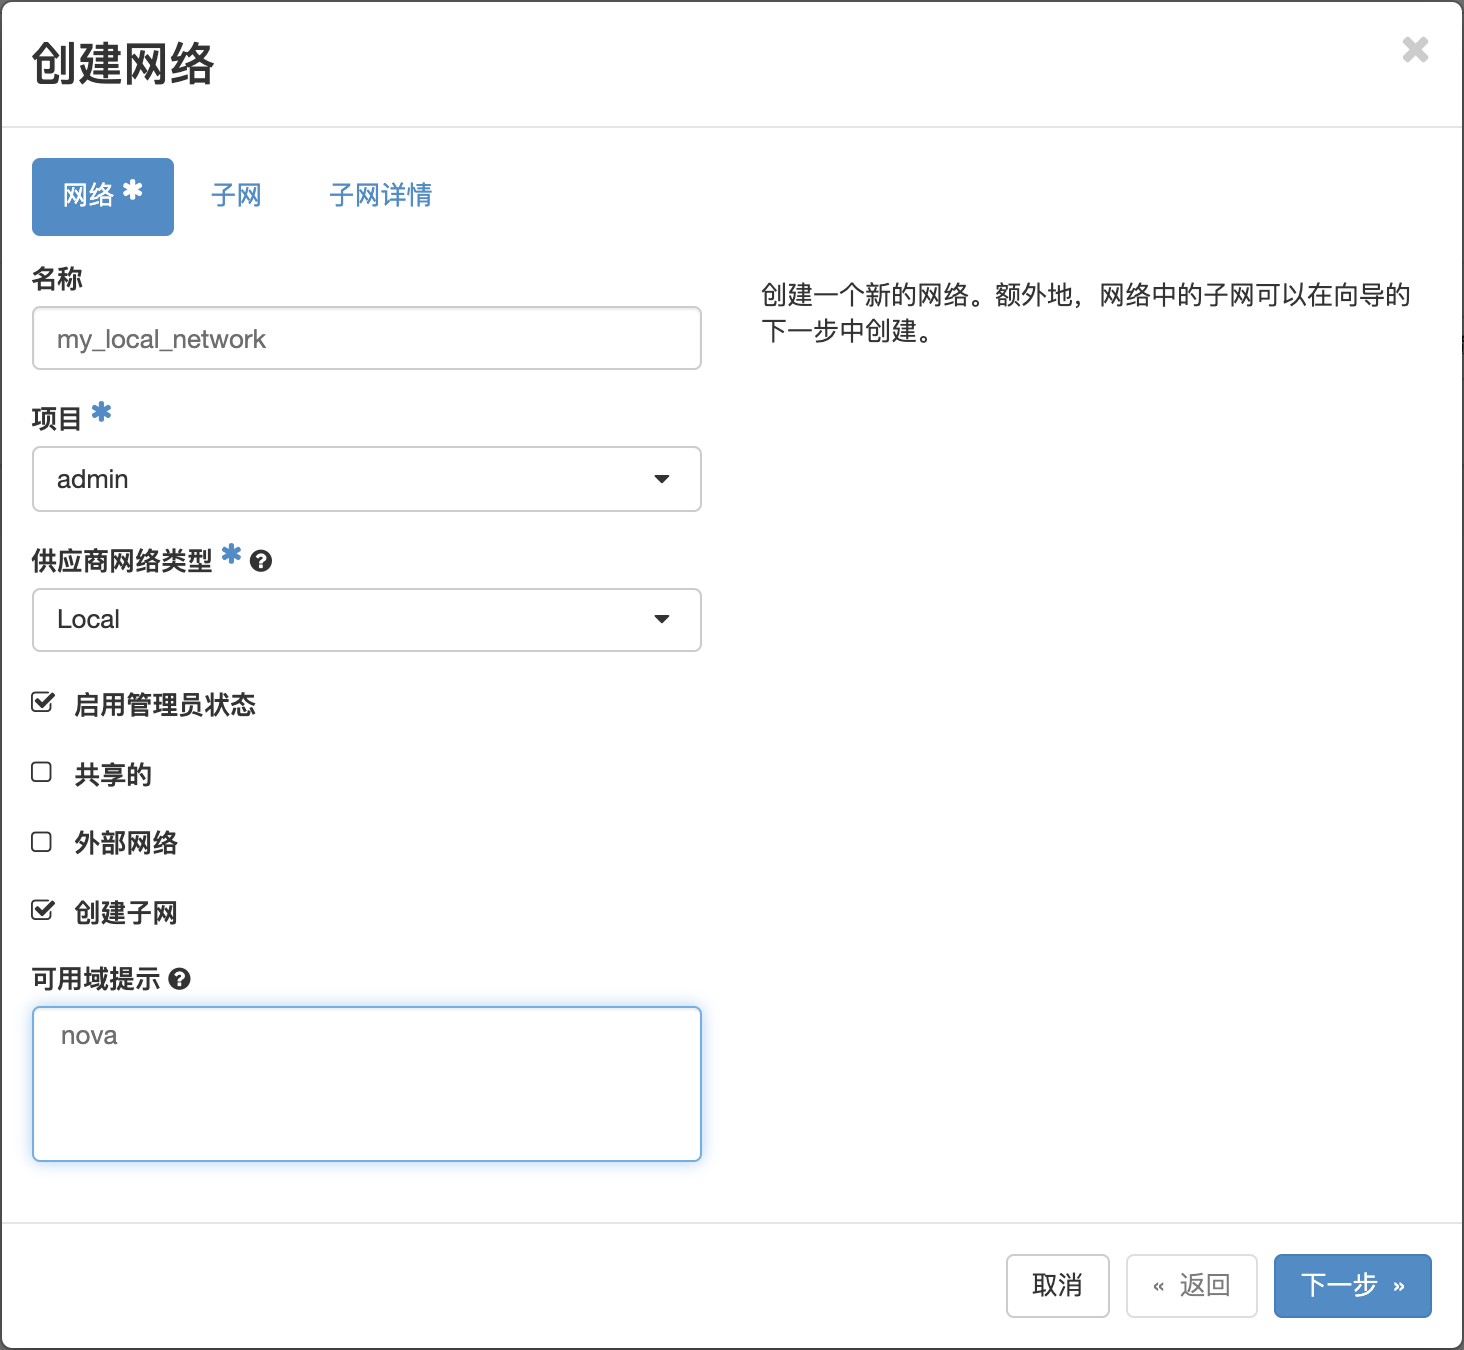 创建网络
网络 子网 子网详情
名称
my_local_network
创建一个新的网络。额外地，网络中的子网可以在向导的
下一步中创建。
项目
admin
供应商网络类型
Local
启用管理员状态
共享的
外部网络
创建子网
可用域提示
nova
取消 « 返回 下一步 »